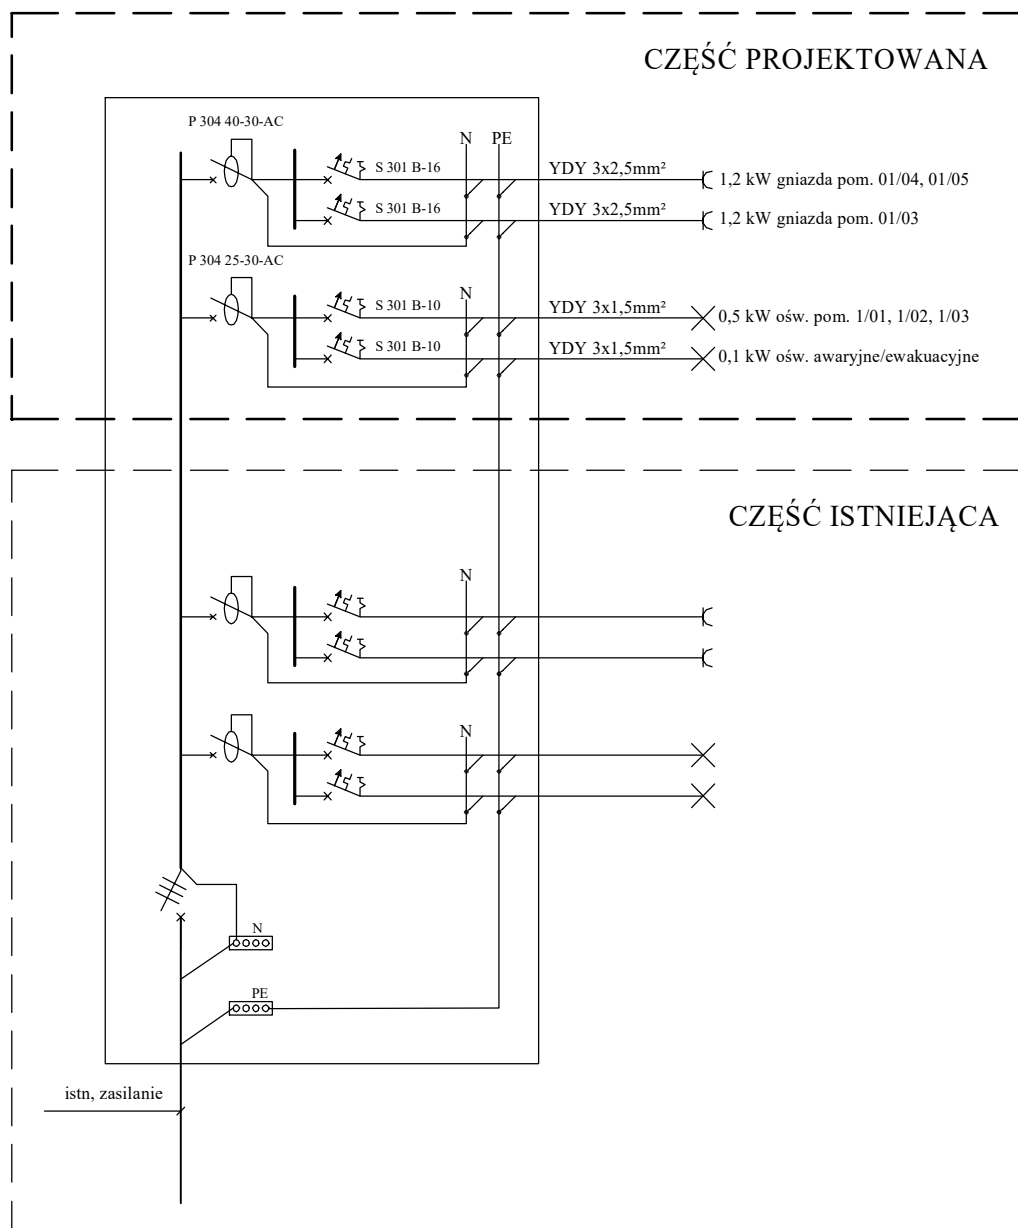 CZĘŚĆ PROJEKTOWANA
P 304 40-30-AC
N PE
S 301 B-16 YDY 3x2,5mm² 1,2 kW gniazda pom. 01/04, 01/05
S 301 B-16 YDY 3x2,5mm² 1,2 kW gniazda pom. 01/03
P 304 25-30-AC
N
S 301 B-10 YDY 3x1,5mm² 0,5 kW ośw. pom. 1/01, 1/02, 1/03
S 301 B-10 YDY 3x1,5mm² 0,1 kW ośw. awaryjne/ewakuacyjne
CZĘŚĆ ISTNIEJĄCA
N
N
N
PE
istn, zasilanie